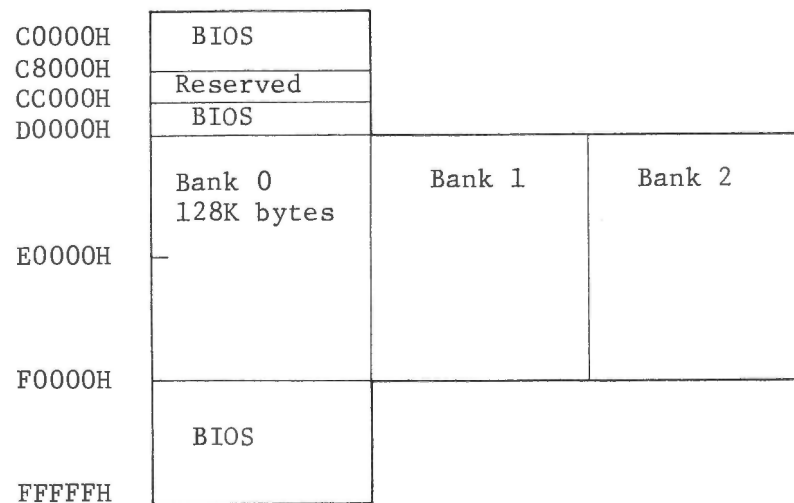 C0000H BIOS
C8000H
Reserved
CC000H
BIOS
D0000H
Bank 0 Bank 1 Bank 2
128K bytes
E0000H
F0000H
BIOS
FFFFFH